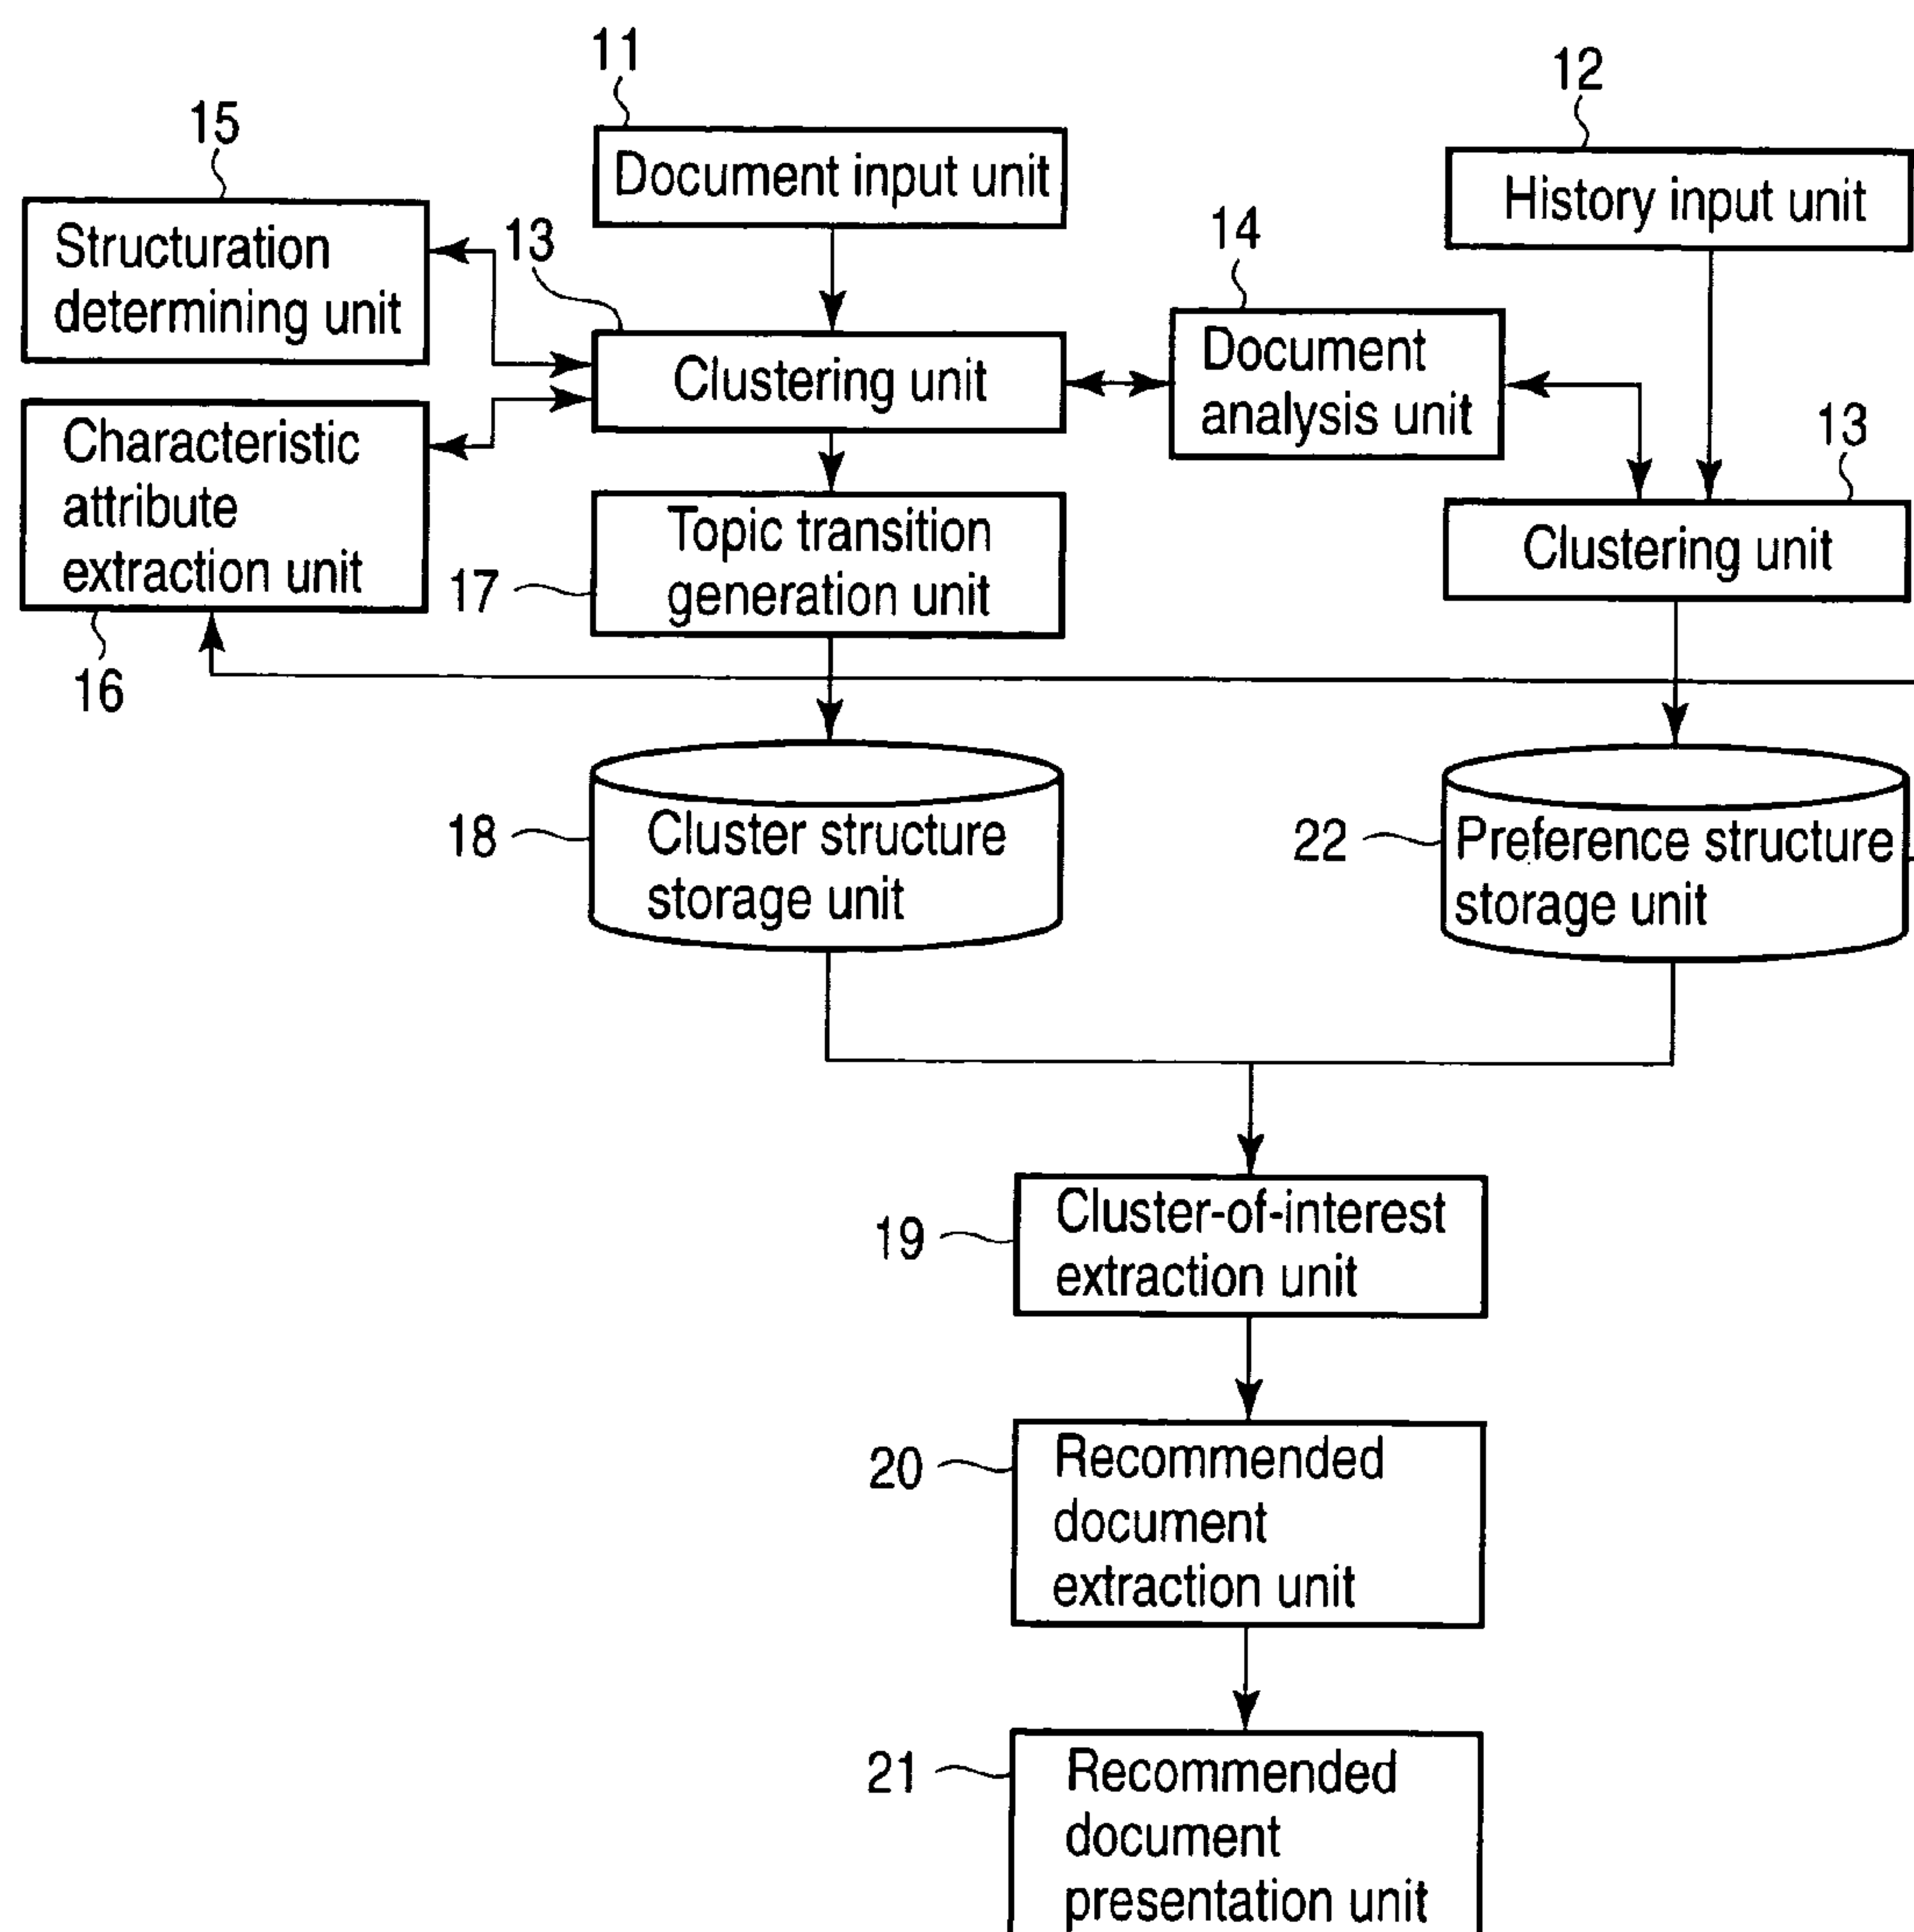 11
12
15
Document input unit
History input unit
13
14
Structuration
determining unit
Clustering unit
Document
analysis unit
13
Characteristic
attribute
extraction unit
Topic transition
generation unit
Clustering unit
17
16
18
Cluster structure
storage unit
22
Preference structure
storage unit
19
Cluster-of-interest
extraction unit
20
Recommended
document
extraction unit
21
Recommended
document
presentation unit